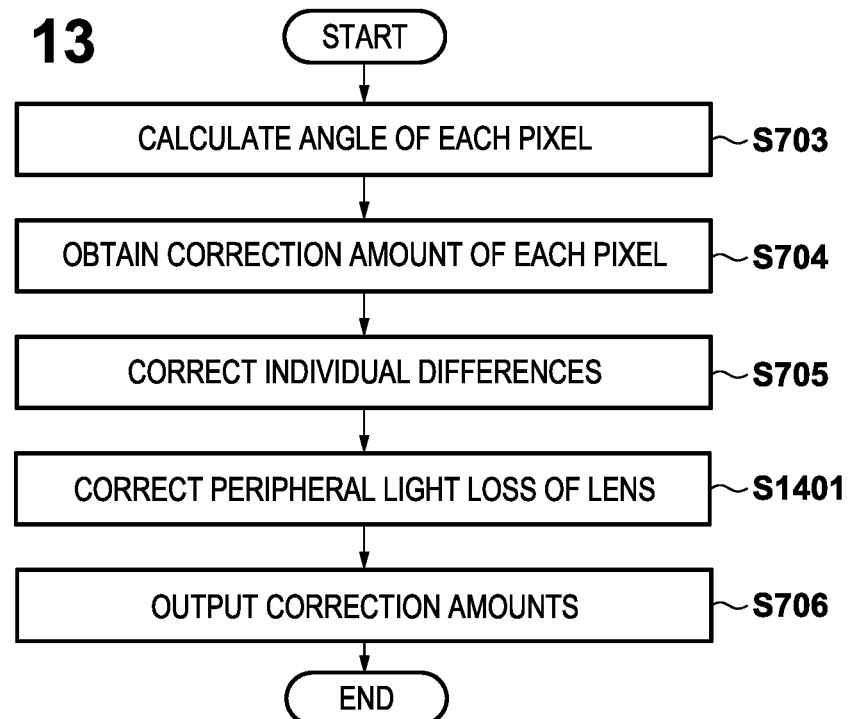 13
START
CALCULATE ANGLE OF EACH PIXEL
S703
OBTAIN CORRECTION AMOUNT OF EACH PIXEL
S704
CORRECT INDIVIDUAL DIFFERENCES
S705
CORRECT PERIPHERAL LIGHT LOSS OF LENS
S1401
OUTPUT CORRECTION AMOUNTS
S706
END